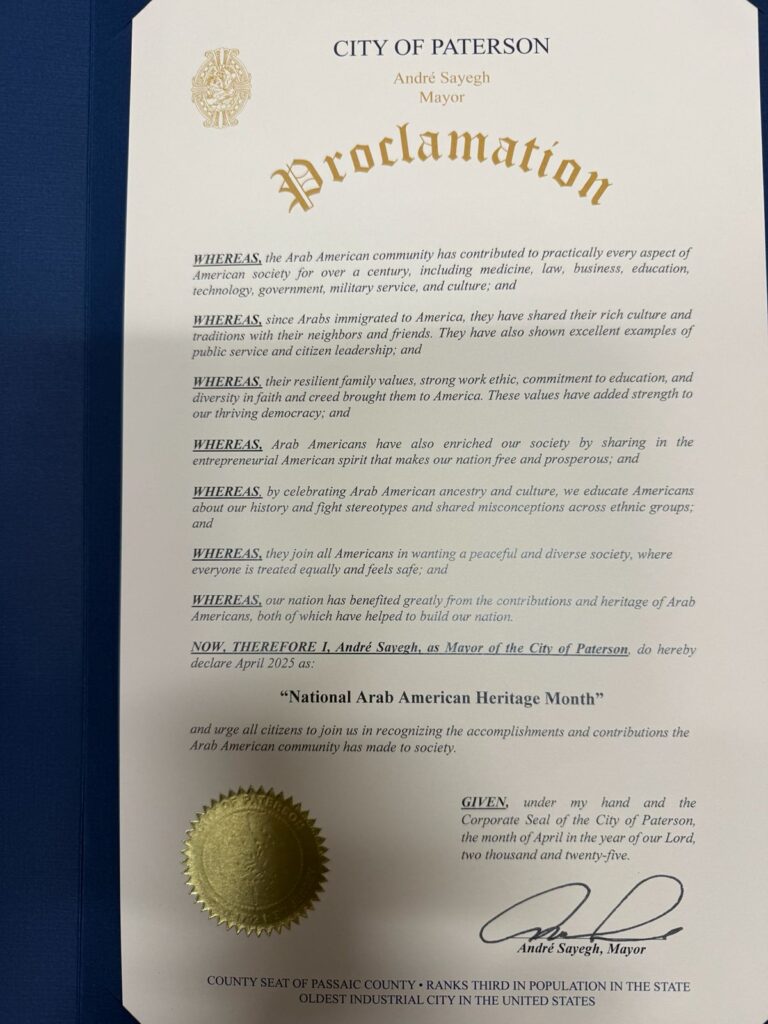 CITY OF PATERSON
André Sayegh
Mayor
Proclamation
WHEREAS, the Arab American community has contributed to practically every aspect of
American society for over a century, including medicine, law, business, education,
technology, government, military service, and culture; and
WHEREAS, since Arabs immigrated to America, they have shared their rich culture and
traditions with their neighbors and friends. They have also shown excellent examples of
public service and citizen leadership; and
WHEREAS, their resilient family values, strong work ethic, commitment to education, and
diversity in faith and creed brought them to America. These values have added strength to
our thriving democracy; and
WHEREAS, Arab Americans have also enriched our society by sharing in the
entrepreneurial American spirit that makes our nation free and prosperous; and
WHEREAS, by celebrating Arab American ancestry and culture, we educate Americans
about our history and fight stereotypes and shared misconceptions across ethnic groups;
and
WHEREAS, they join all Americans in wanting a peaceful and diverse society, where
everyone is treated equally and feels safe; and
WHEREAS, our nation has benefited greatly from the contributions and heritage of Arab
Americans, both of which have helped to build our nation.
NOW, THEREFORE I, André Sayegh, as Mayor of the City of Paterson, do hereby
declare April 2025 as:
“National Arab American Heritage Month”
and urge all citizens to join us in recognizing the accomplishments and contributions the
Arab American community has made to society.
GIVEN, under my hand and the
Corporate Seal of the City of Paterson,
the month of April in the year of our Lord,
two thousand and twenty-five.
André Sayegh, Mayor
COUNTY SEAT OF PASSAIC COUNTY • RANKS THIRD IN POPULATION IN THE STATE
OLDEST INDUSTRIAL CITY IN THE UNITED STATES